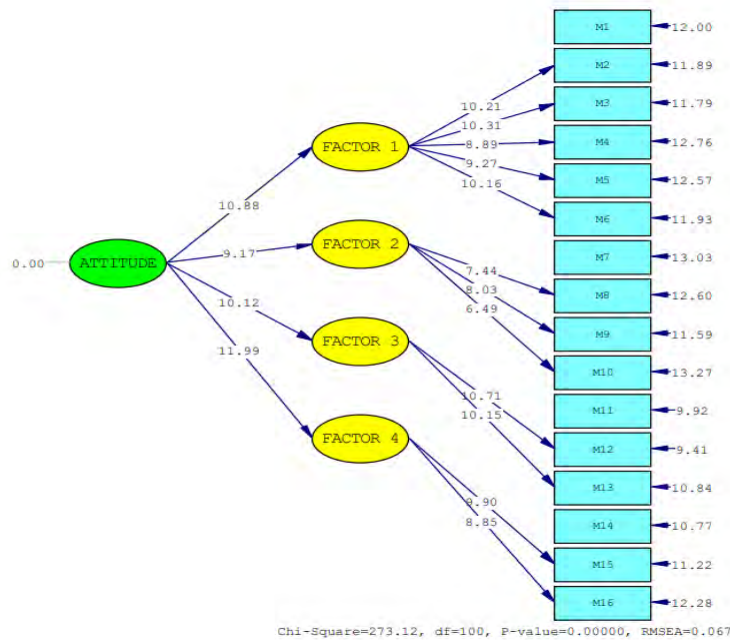 M1 12.00
M2 11.89
10.21
M3 11.79
10.31
FACTOR 1
8.89
M4 12.76
9.27
M5 12.57
10.16
10.88
M6 11.93
FACTOR 2
9.17
M7 13.03
0.00 ATTITUDE
7.44
8.03
M8 12.60
6.49
10.12
M9 11.59
FACTOR 3
11.99
M10 13.27
10.71
10.15
M11 9.92
FACTOR 4
M12 9.41
M13 10.84
9.90
8.85
M14 10.77
M15 11.22
M16 12.28
Chi-Square=273.12, df=100, P-value=0.00000, RMSEA=0.067